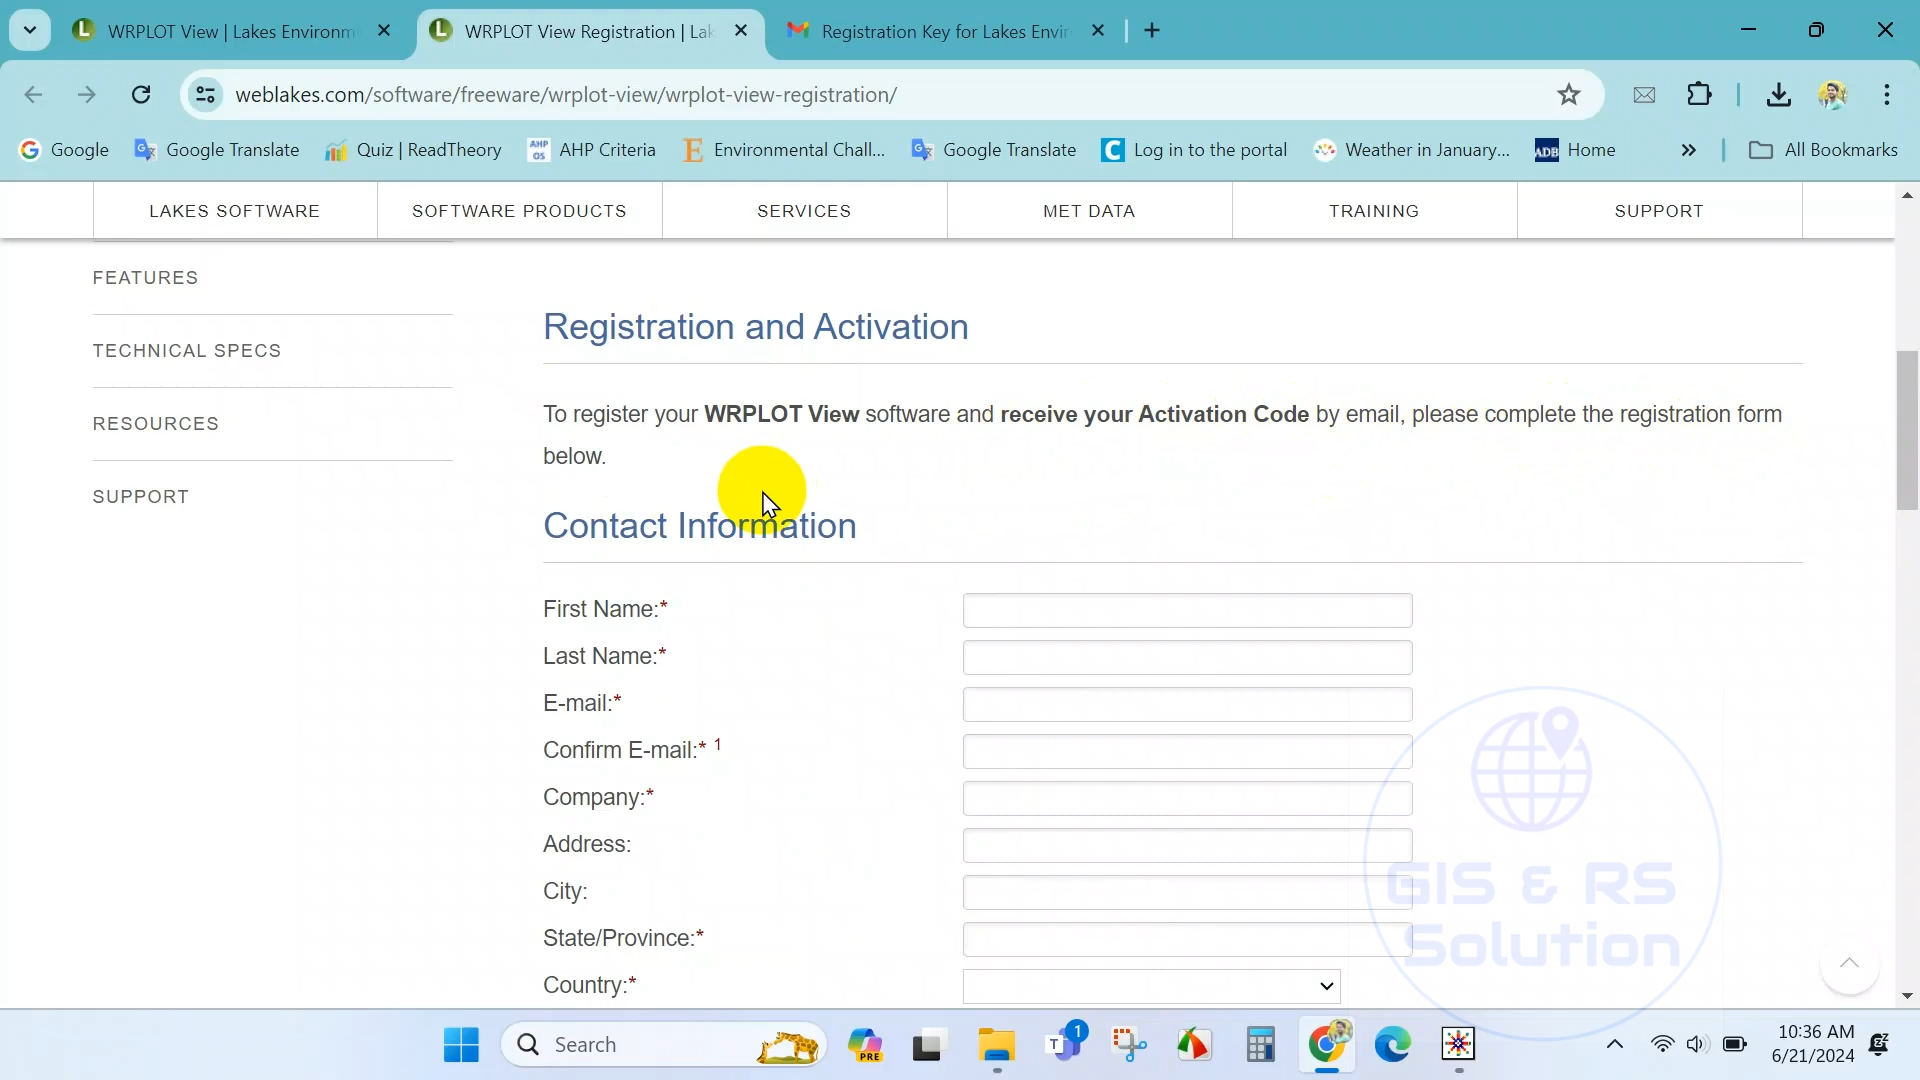 WRPLOT View | Lakes Environm
WRPLOT View Registration | Lak
Registration Key for Lakes Envir
weblakes.com/software/freeware/wrplot-view/wrplot-view-registration/
Google
Google Translate
Quiz | ReadTheory
AHP OS
AHP Criteria
Environmental Chall...
Google Translate
Log in to the portal
Weather in January...
ADB
Home
All Bookmarks
LAKES SOFTWARE
SOFTWARE PRODUCTS
SERVICES
MET DATA
TRAINING
SUPPORT
FEATURES
TECHNICAL SPECS
RESOURCES
SUPPORT
Registration and Activation
To register your WRPLOT View software and receive your Activation Code by email, please complete the registration form
below.
Contact Information
First Name:*
Last Name:*
E-mail:*
Confirm E-mail:* 1
Company:*
Address:
City:
State/Province:*
Country:*
GIS & RS
Solution
Search
PRE
T
1
10:36 AM
6/21/2024